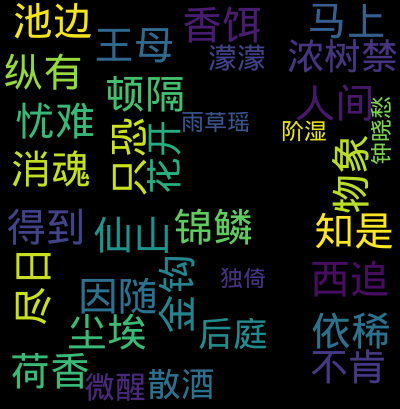 池边
王母
香饵
马上
濛濛
浓树禁
纵有
顿隔
人间
钟晓愁
忧难
雨草瑶
阶湿
只恐
花开
物象
消魂
得到
仙山
锦鳞
知是
尽日
因随
金钩
独倚
西追
尘埃
后庭
依稀
荷香
微醒
散酒
不肯